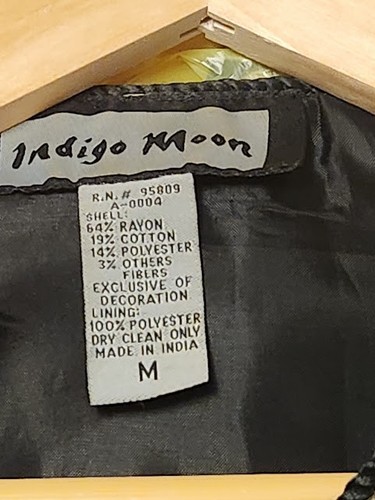 Indigo Moon
R.N. # 95809
A-0004
SHELL:
64% RAYON
19% COTTON
14% POLYESTER
3% OTHERS
FIBERS
EXCLUSIVE OF
DECORATION
LINING:
100% POLYESTER
DRY CLEAN ONLY
MADE IN INDIA
M